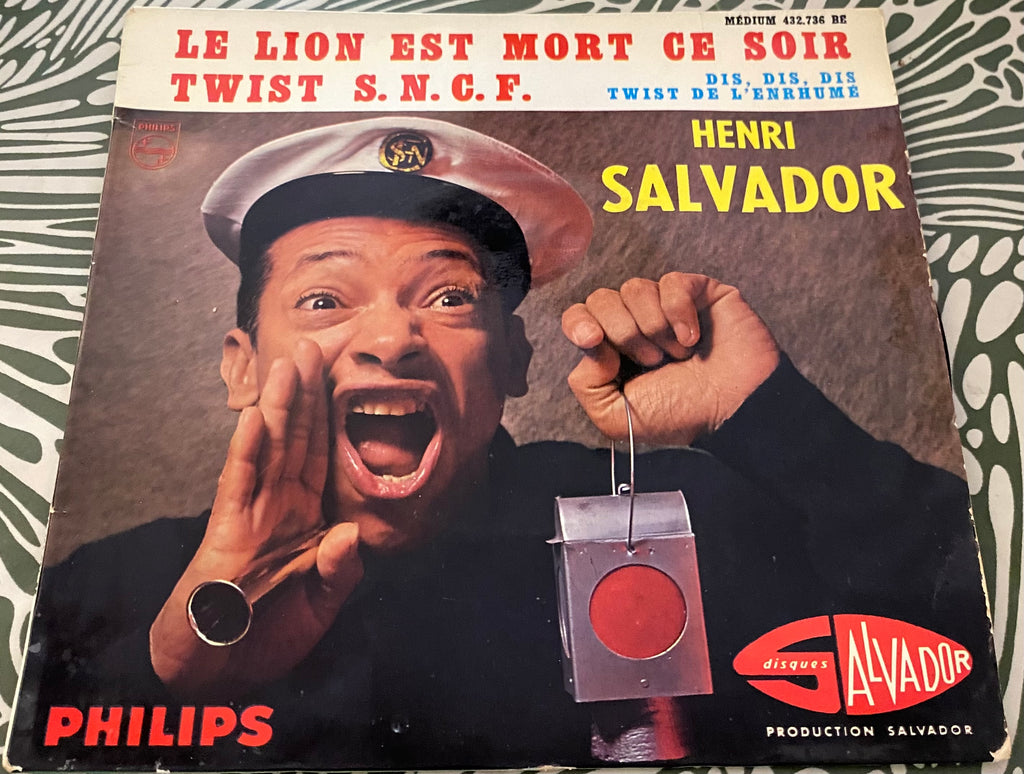 MÉDIUM 432.736 BE
LE LION EST MORT CE SOIR
TWIST S. N. C. F.
DIS, DIS, DIS
TWIST DE L'ENRHUMÉ
PHILIPS
HENRI
SALVADOR
disques SALVADOR
PHILIPS
PRODUCTION SALVADOR